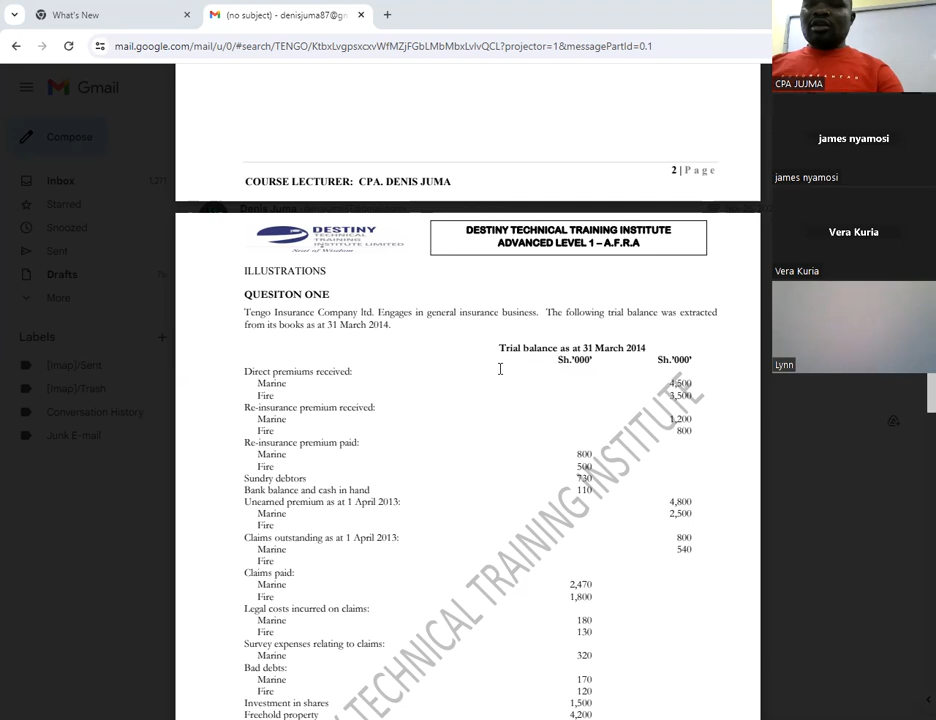 What's New
(no subject) - denisjuma87@gm
mail.google.com/mail/u/0/#search/TENGO/KtbxLvgpsxcxvWfMZjFGbLMbMbxLvlvQCL?projector=1&messagePartId=0.1
Gmail
Compose
Inbox
Starred
Snoozed
Sent
Drafts
More
Labels
[Imap]/Sent
[Imap]/Trash
Conversation History
Junk E-mail
2 | Page
COURSE LECTURER: CPA. DENIS JUMA
DESTINY
TECHNICAL
TRAINING
INSTITUTE LIMITED
DESTINY TECHNICAL TRAINING INSTITUTE
ADVANCED LEVEL 1 – A.F.R.A
ILLUSTRATIONS
QUESITON ONE
Tengo Insurance Company ltd. Engages in general insurance business. The following trial balance was extracted
from its books as at 31 March 2014.
Trial balance as at 31 March 2014
Sh.'000' Sh.'000'
Direct premiums received:
Marine 4,500
Fire 3,500
Re-insurance premium received:
Marine 1,200
Fire 800
Re-insurance premium paid:
Marine 800
Fire 500
Sundry debtors 730
Bank balance and cash in hand 110
Unearned premium as at 1 April 2013: 4,800
Marine 2,500
Fire
Claims outstanding as at 1 April 2013: 800
Marine 540
Fire
Claims paid:
Marine 2,470
Fire 1,800
Legal costs incurred on claims:
Marine 180
Fire 130
Survey expenses relating to claims:
Marine 320
Bad debts:
Marine 170
Fire 120
Investment in shares 1,500
Freehold property 4,200
TECHNICAL TRAINING INSTITUTE
CPA JUJMA
james nyamosi
james nyamosi
Vera Kuria
Vera Kuria
Lynn